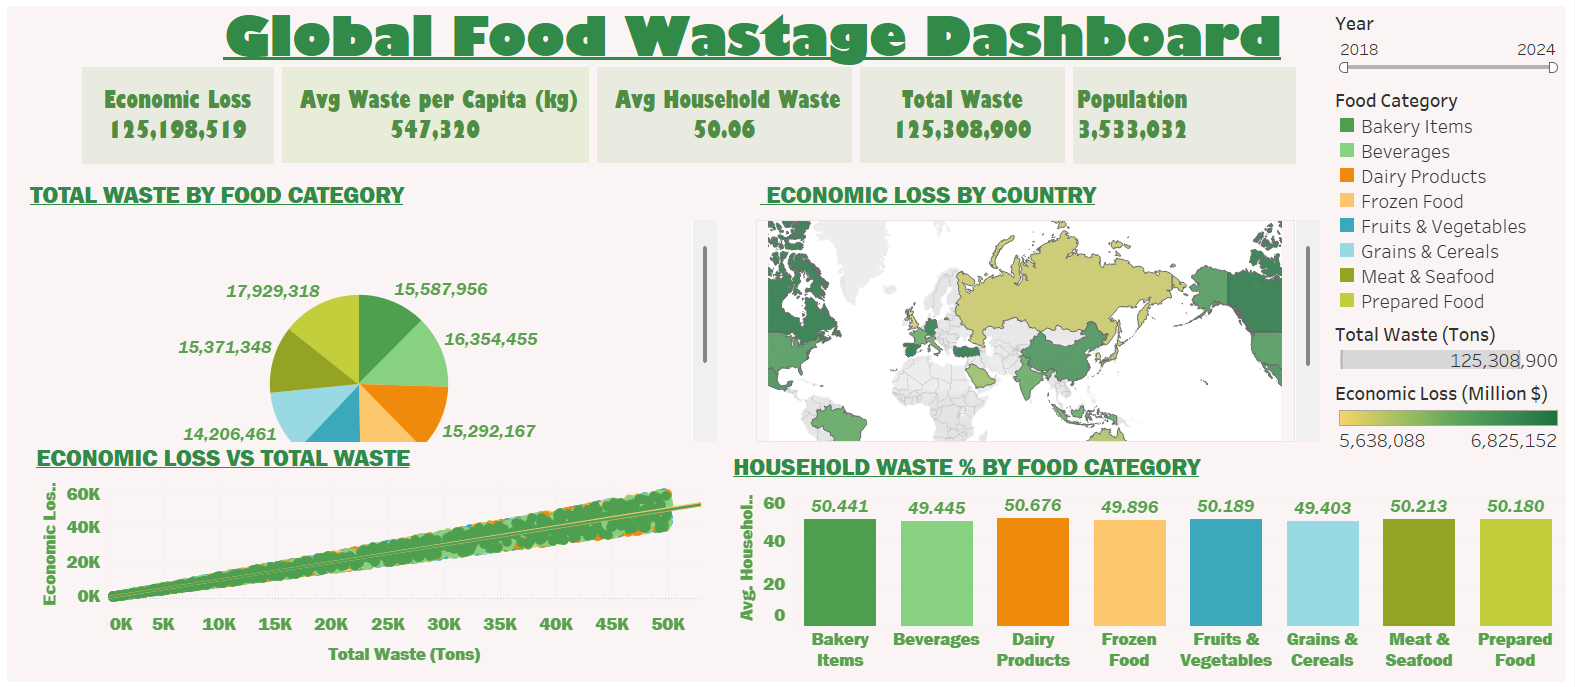 Global Food Wastage Dashboard
Economic Loss
125,198,519
Avg Waste per Capita (kg)
547,320
Avg Household Waste
50.06
Total Waste
125,308,900
Population
3,533,032
Year
2018 2024
Food Category
Bakery Items
Beverages
Dairy Products
Frozen Food
Fruits & Vegetables
Grains & Cereals
Meat & Seafood
Prepared Food
Total Waste (Tons)
125,308,900
Economic Loss (Million $)
5,638,088 6,825,152
TOTAL WASTE BY FOOD CATEGORY
17,929,318 15,587,956
15,371,348 16,354,455
14,206,461 15,292,167
ECONOMIC LOSS BY COUNTRY
ECONOMIC LOSS VS TOTAL WASTE
Economic Los..
60K
40K
20K
0K
0K 5K 10K 15K 20K 25K 30K 35K 40K 45K 50K
Total Waste (Tons)
HOUSEHOLD WASTE % BY FOOD CATEGORY
Avg. Househol..
60
40
20
0
50.441 49.445 50.676 49.896 50.189 49.403 50.213 50.180
Bakery Beverages Dairy Frozen Fruits & Grains & Meat & Prepared
Items Products Food Vegetables Cereals Seafood Food